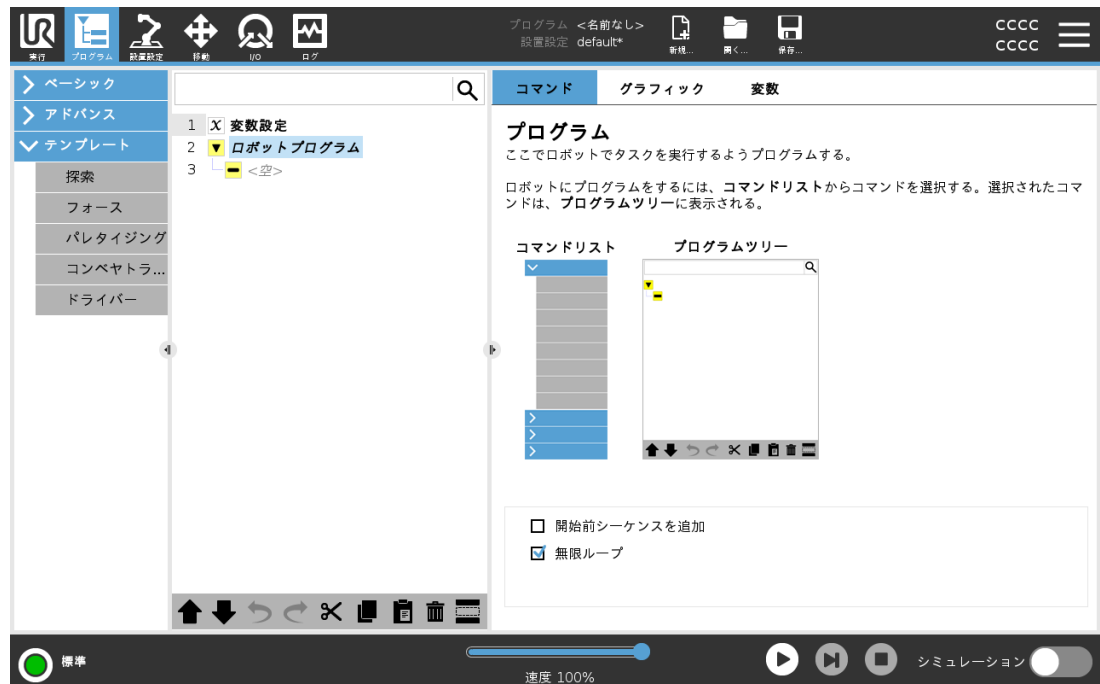 UR
実行
プログラム
設置設定
移動
I/O
ログ
プログラム <名前なし>
設置設定 default*
新規...
開く...
保存...
CCCC
CCCC
ベーシック
アドバンス
テンプレート
探索
フォース
パレタイジング
コンベヤトラ...
ドライバー
1 X 変数設定
2 ロボットプログラム
3 <空>
コマンド
グラフィック
変数
プログラム
ここでロボットでタスクを実行するようプログラムする。
ロボットにプログラムをするには、コマンドリストからコマンドを選択する。選択されたコマ
ンドは、プログラムツリーに表示される。
コマンドリスト
プログラムツリー
開始前シーケンスを追加
無限ループ
標準
速度 100%
シミュレーション